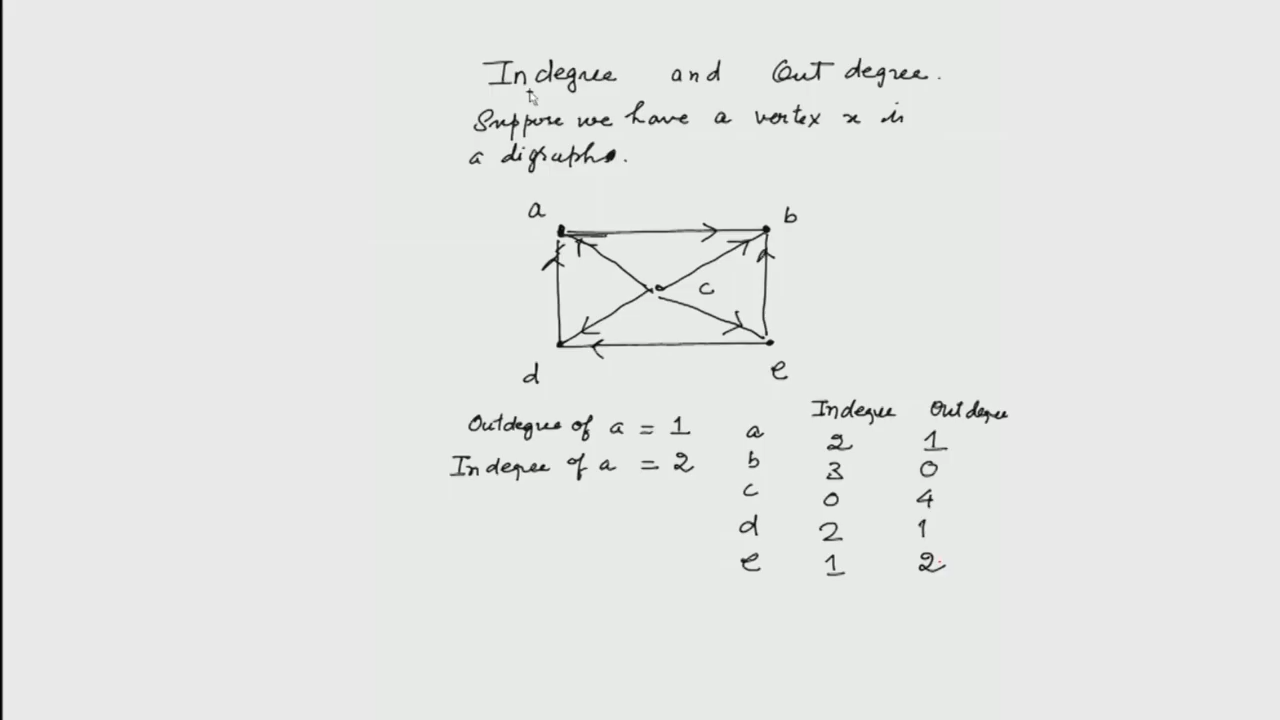 Indegree and Out degree.
Suppose we have a vertex x is
a digraph.
a
b
c
d
e
Indegree Outdegree
Outdegree of a = 1
Indegree of a = 2
a 2 1
b 3 0
c 0 4
d 2 1
e 1 2